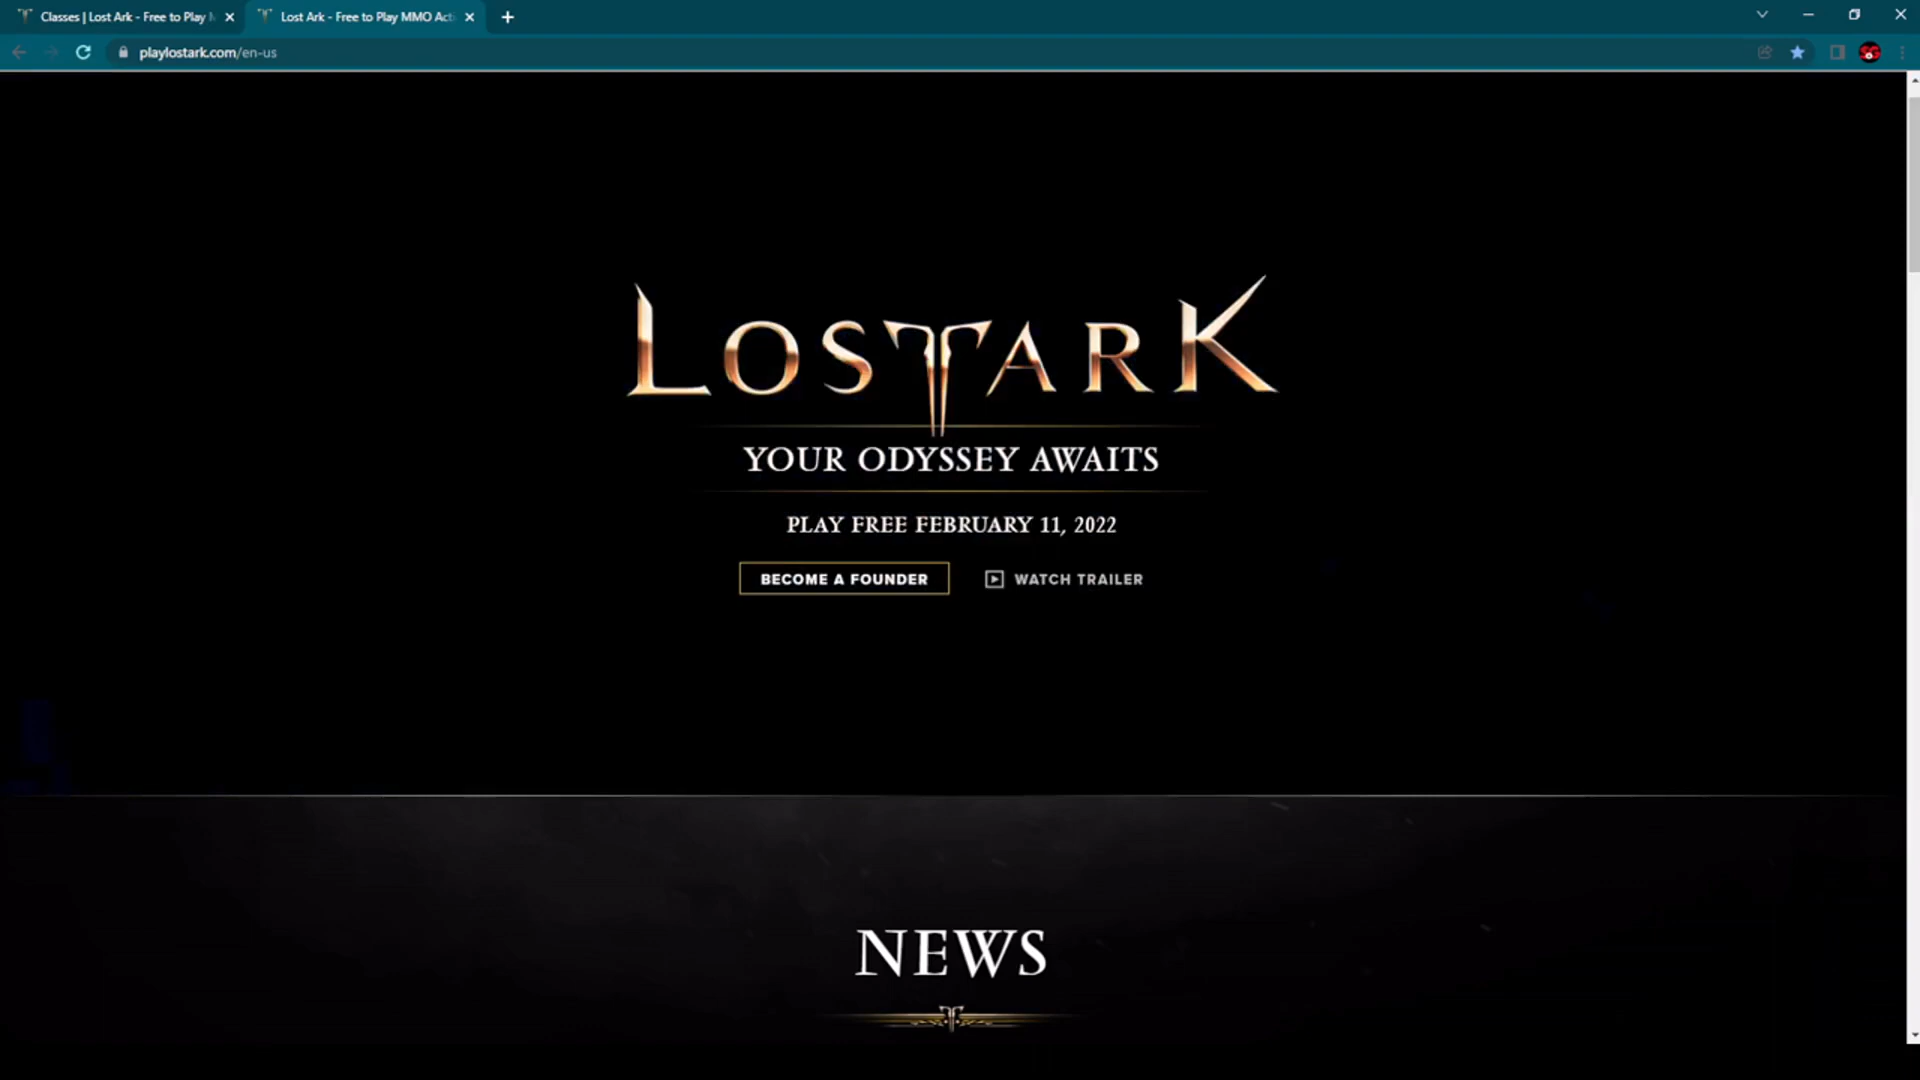 Classes | Lost Ark - Free to Play M
Lost Ark - Free to Play MMO Act
playlostark.com/en-us
LOST ARK
YOUR ODYSSEY AWAITS
PLAY FREE FEBRUARY 11, 2022
BECOME A FOUNDER
WATCH TRAILER
NEWS